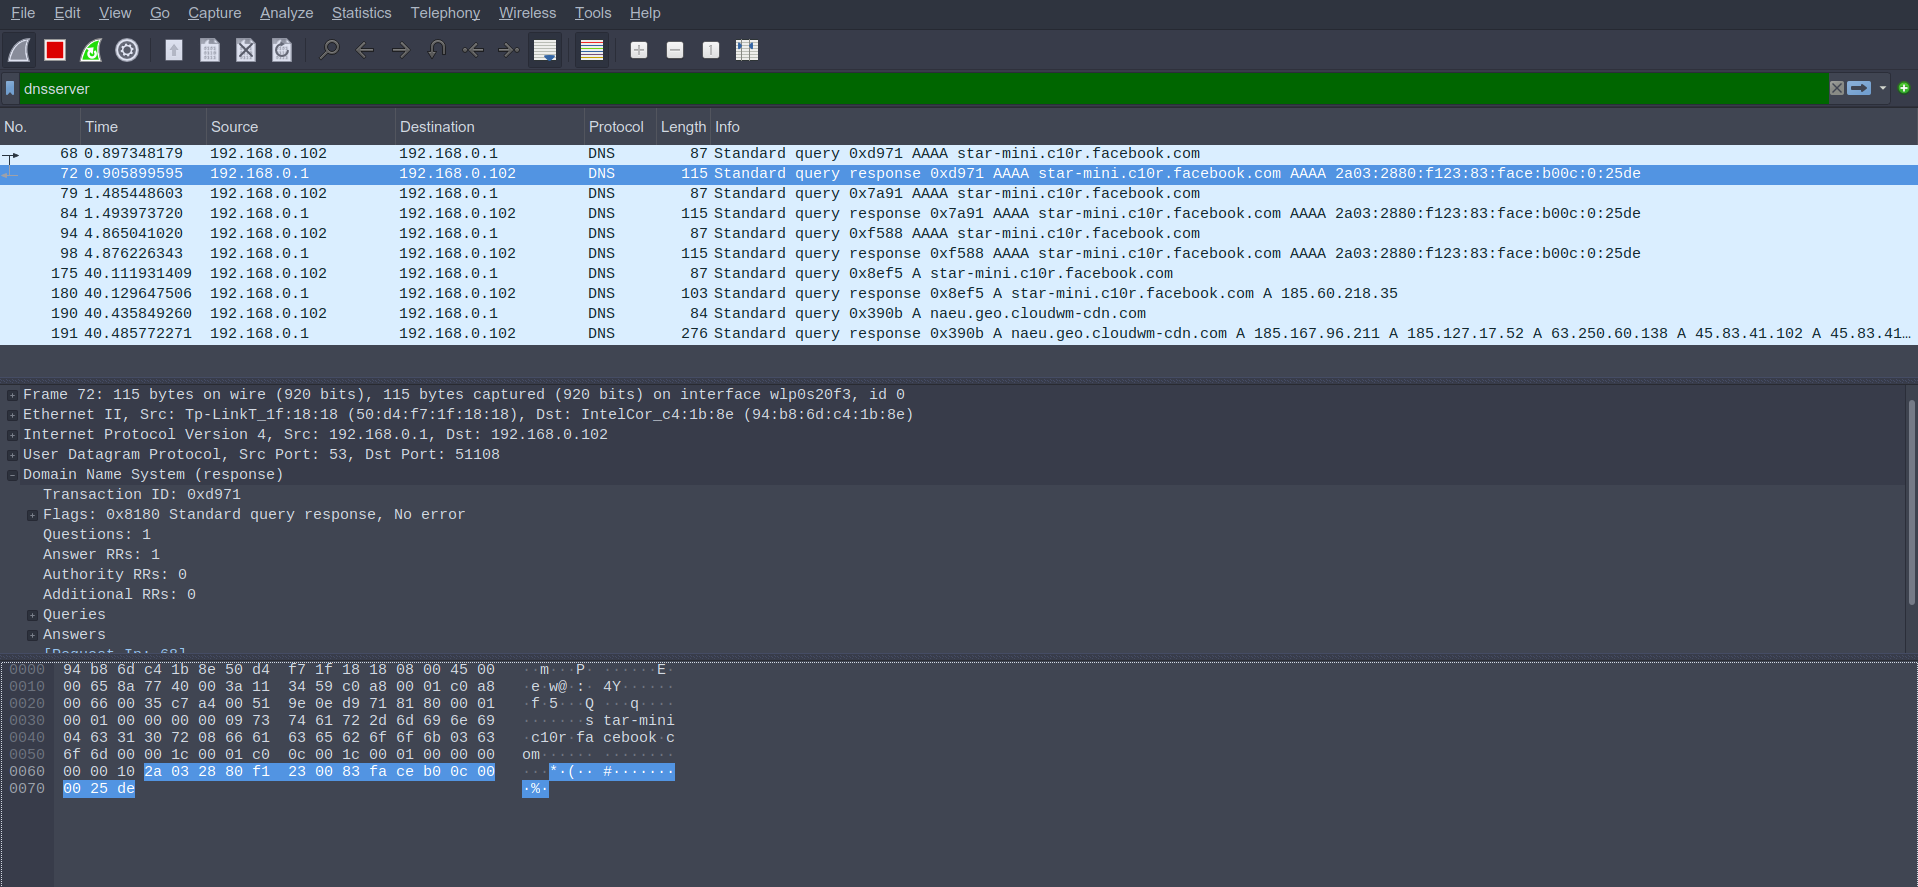 File Edit View Go Capture Analyze Statistics Telephony Wireless Tools Help
dnsserver
No. Time Source Destination Protocol Length Info
68 0.897348179 192.168.0.102 192.168.0.1 DNS 87 Standard query 0xd971 AAAA star-mini.c10r.facebook.com
72 0.905899595 192.168.0.1 192.168.0.102 DNS 115 Standard query response 0xd971 AAAA star-mini.c10r.facebook.com AAAA 2a03:2880:f123:83:face:b00c:0:25de
79 1.485448603 192.168.0.102 192.168.0.1 DNS 87 Standard query 0x7a91 AAAA star-mini.c10r.facebook.com
84 1.493973720 192.168.0.1 192.168.0.102 DNS 115 Standard query response 0x7a91 AAAA star-mini.c10r.facebook.com AAAA 2a03:2880:f123:83:face:b00c:0:25de
94 4.865041020 192.168.0.102 192.168.0.1 DNS 87 Standard query 0xf588 AAAA star-mini.c10r.facebook.com
98 4.876226343 192.168.0.1 192.168.0.102 DNS 115 Standard query response 0xf588 AAAA star-mini.c10r.facebook.com AAAA 2a03:2880:f123:83:face:b00c:0:25de
175 40.111931409 192.168.0.102 192.168.0.1 DNS 87 Standard query 0x8ef5 A star-mini.c10r.facebook.com
180 40.129647506 192.168.0.1 192.168.0.102 DNS 103 Standard query response 0x8ef5 A star-mini.c10r.facebook.com A 185.60.218.35
190 40.435849260 192.168.0.102 192.168.0.1 DNS 84 Standard query 0x390b A naeu.geo.cloudwm-cdn.com
191 40.485772271 192.168.0.1 192.168.0.102 DNS 276 Standard query response 0x390b A naeu.geo.cloudwm-cdn.com A 185.167.96.211 A 185.127.17.52 A 63.250.60.138 A 45.83.41.102 A 45.83.41…
Frame 72: 115 bytes on wire (920 bits), 115 bytes captured (920 bits) on interface wlp0s20f3, id 0
Ethernet II, Src: Tp-LinkT_1f:18:18 (50:d4:f7:1f:18:18), Dst: IntelCor_c4:1b:8e (94:b8:6d:c4:1b:8e)
Internet Protocol Version 4, Src: 192.168.0.1, Dst: 192.168.0.102
User Datagram Protocol, Src Port: 53, Dst Port: 51108
Domain Name System (response)
Transaction ID: 0xd971
Flags: 0x8180 Standard query response, No error
Questions: 1
Answer RRs: 1
Authority RRs: 0
Additional RRs: 0
Queries
Answers
[Request In: 68]
0000 94 b8 6d c4 1b 8e 50 d4 f7 1f 18 18 08 00 45 00 ··m···P· ······E·
0010 00 65 8a 77 40 00 3a 11 34 59 c0 a8 00 01 c0 a8 ·e·w@·:· 4Y······
0020 00 66 00 35 c7 a4 00 51 9e 0e d9 71 81 80 00 01 ·f·5···Q ···q····
0030 00 01 00 00 00 00 09 73 74 61 72 2d 6d 69 6e 69 ·······s tar-mini
0040 04 63 31 30 72 08 66 61 63 65 62 6f 6f 6b 03 63 ·c10r·fa cebook·c
0050 6f 6d 00 00 1c 00 01 c0 0c 00 1c 00 01 00 00 00 om······ ········
0060 00 00 10 2a 03 28 80 f1 23 00 83 fa ce b0 0c 00 ···*·(·· #·······
0070 00 25 de ·%·